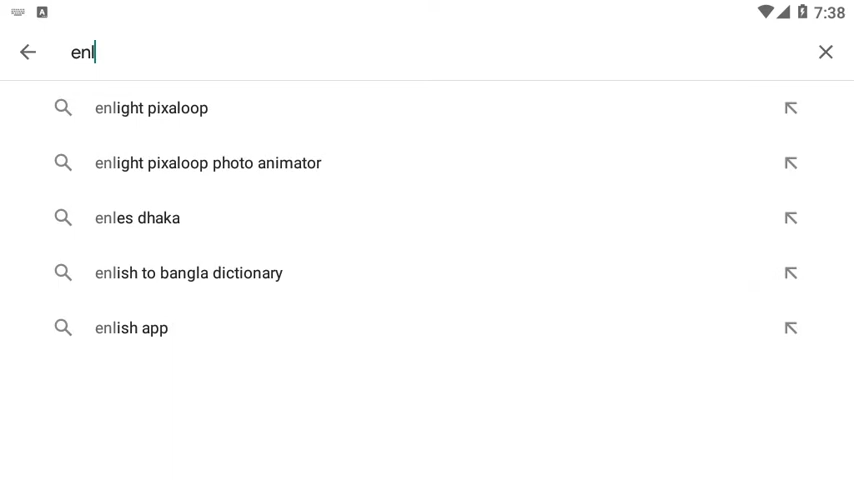 7:38
enl
enlight pixaloop
enlight pixaloop photo animator
enles dhaka
enlish to bangla dictionary
enlish app